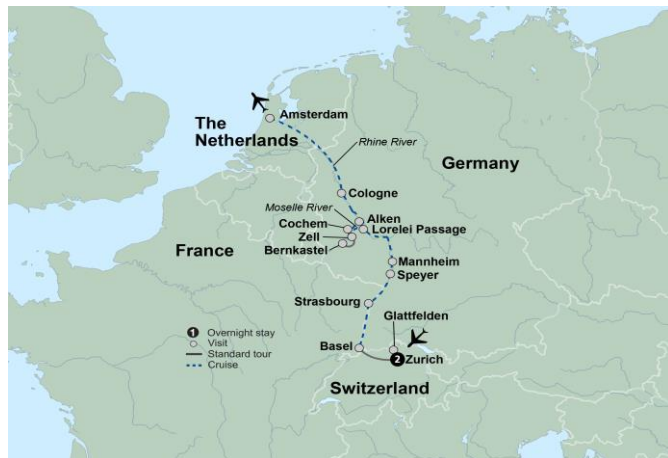 Amsterdam
The
Netherlands
Rhine River
Germany
Cologne
Moselle River
Alken
Cochem
Lorelei Passage
Zell
Bernkastel
France
Mannheim
Speyer
Strasbourg
Glattfelden
1 Overnight stay
Visit
Standard tour
Cruise
Basel
2 Zurich
Switzerland